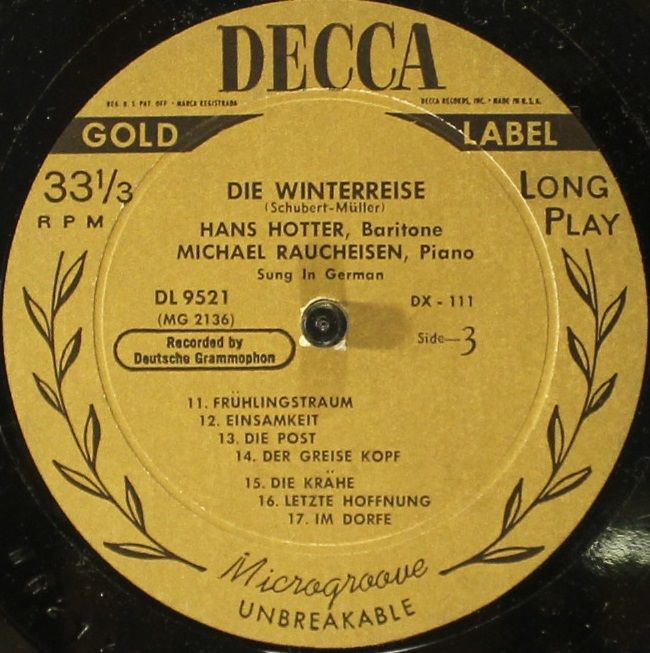 DECCA
REG. U. S. PAT. OFF. • MARCA REGISTRADA
DECCA RECORDS, INC. • MADE IN U.S.A.
GOLD LABEL
33 1/3
RPM
LONG
PLAY
DIE WINTERREISE
(Schubert-Müller)
HANS HOTTER, Baritone
MICHAEL RAUCHEISEN, Piano
Sung In German
DL 9521
DX - 111
(MG 2136)
Side—3
Recorded by
Deutsche Grammophon
11. FRÜHLINGSTRAUM
12. EINSAMKEIT
13. DIE POST
14. DER GREISE KOPF
15. DIE KRÄHE
16. LETZTE HOFFNUNG
17. IM DORFE
Microgroove
UNBREAKABLE